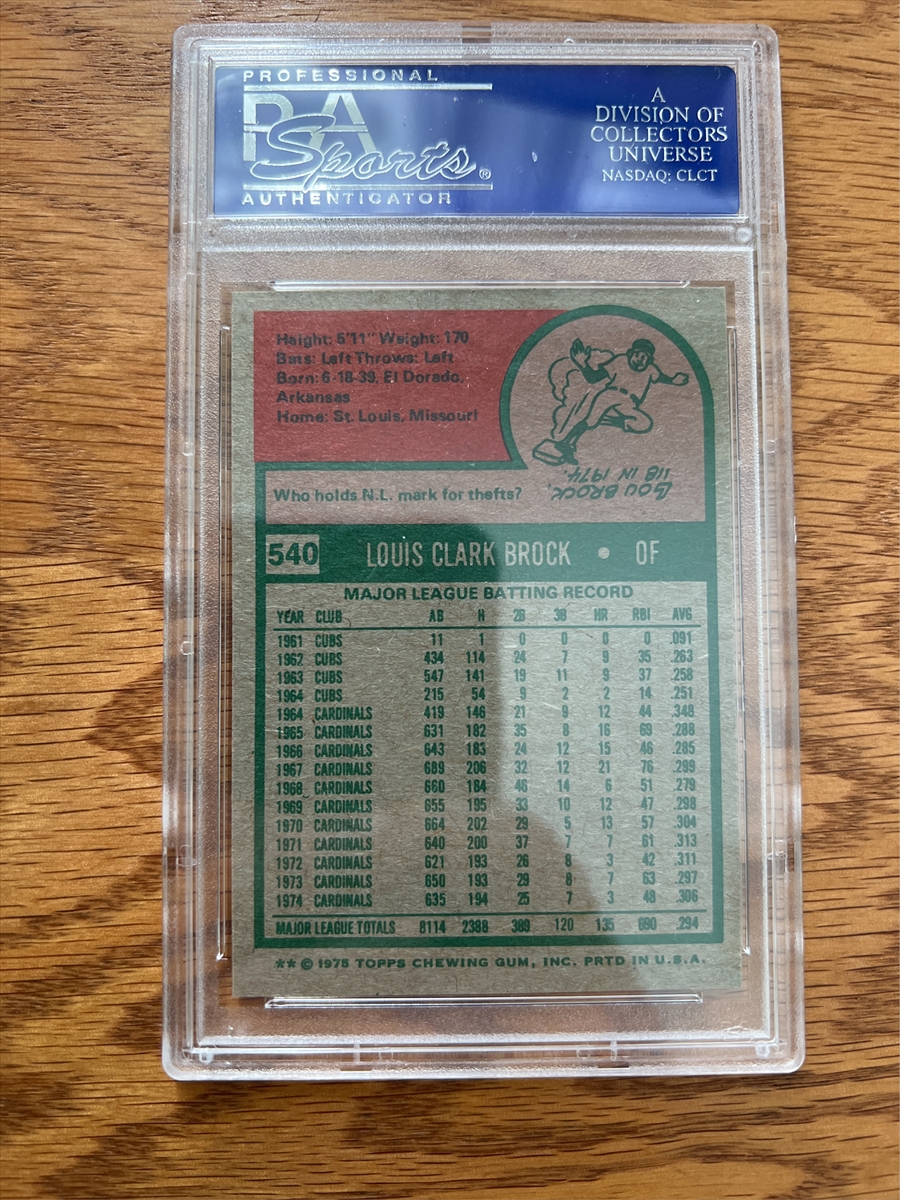 PROFESSIONAL
PSA
Sports®
AUTHENTICATOR
A
DIVISION OF
COLLECTORS
UNIVERSE
NASDAQ: CLCT
Height: 5'11" Weight: 170
Bats: Left Throws: Left
Born: 6-18-39, El Dorado,
Arkansas
Home: St. Louis, Missouri
Who holds N.L. mark for thefts?
LOU BROCK,
118 IN 1974.
540 LOUIS CLARK BROCK • OF
MAJOR LEAGUE BATTING RECORD
YEAR CLUB AB H 2B 3B HR RBI AVG
1961 CUBS 11 1 0 0 0 0 .091
1962 CUBS 434 114 24 7 9 35 .263
1963 CUBS 547 141 19 11 9 37 .258
1964 CUBS 215 54 9 2 2 14 .251
1964 CARDINALS 419 146 21 9 12 44 .348
1965 CARDINALS 631 182 35 8 16 69 .288
1966 CARDINALS 643 183 24 12 15 46 .285
1967 CARDINALS 689 206 32 12 21 76 .299
1968 CARDINALS 660 184 46 14 6 51 .279
1969 CARDINALS 655 195 33 10 12 47 .298
1970 CARDINALS 664 202 29 5 13 57 .304
1971 CARDINALS 640 200 37 7 7 61 .313
1972 CARDINALS 621 193 26 8 3 42 .311
1973 CARDINALS 650 193 29 8 7 63 .297
1974 CARDINALS 635 194 25 7 3 48 .306
MAJOR LEAGUE TOTALS 8114 2388 389 120 135 690 .294
** © 1975 TOPPS CHEWING GUM, INC. PRTD IN U.S.A.